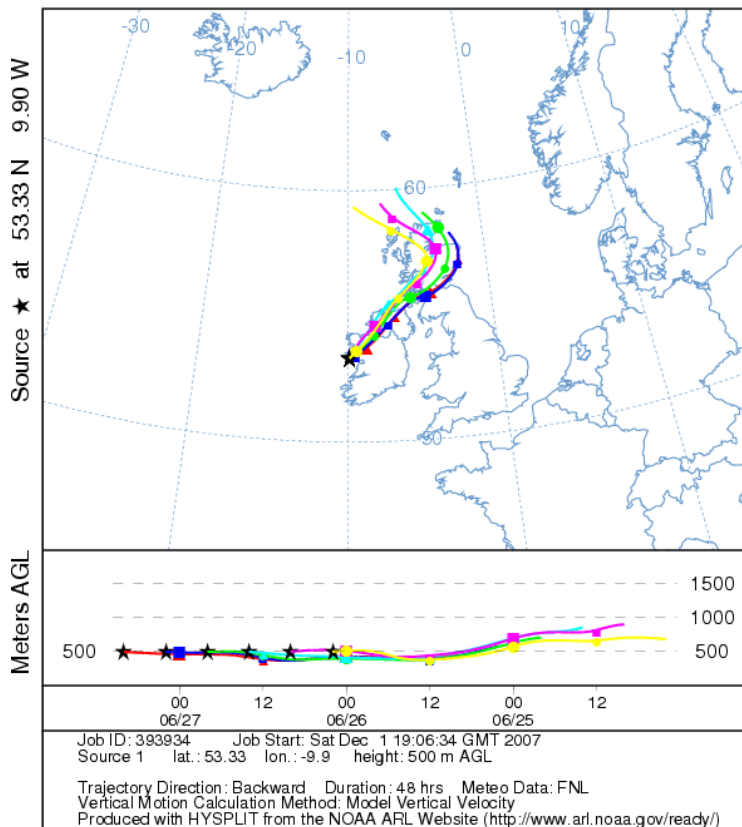 -30
-20
-10
0
10
60
50
Source ★ at 53.33 N 9.90 W
Meters AGL
1500
1000
500
500
00
12
00
12
00
12
06/27
06/26
06/25
Job ID: 393934 Job Start: Sat Dec 1 19:06:34 GMT 2007
Source 1 lat.: 53.33 lon.: -9.9 height: 500 m AGL
Trajectory Direction: Backward Duration: 48 hrs Meteo Data: FNL
Vertical Motion Calculation Method: Model Vertical Velocity
Produced with HYSPLIT from the NOAA ARL Website (http://www.arl.noaa.gov/ready/)